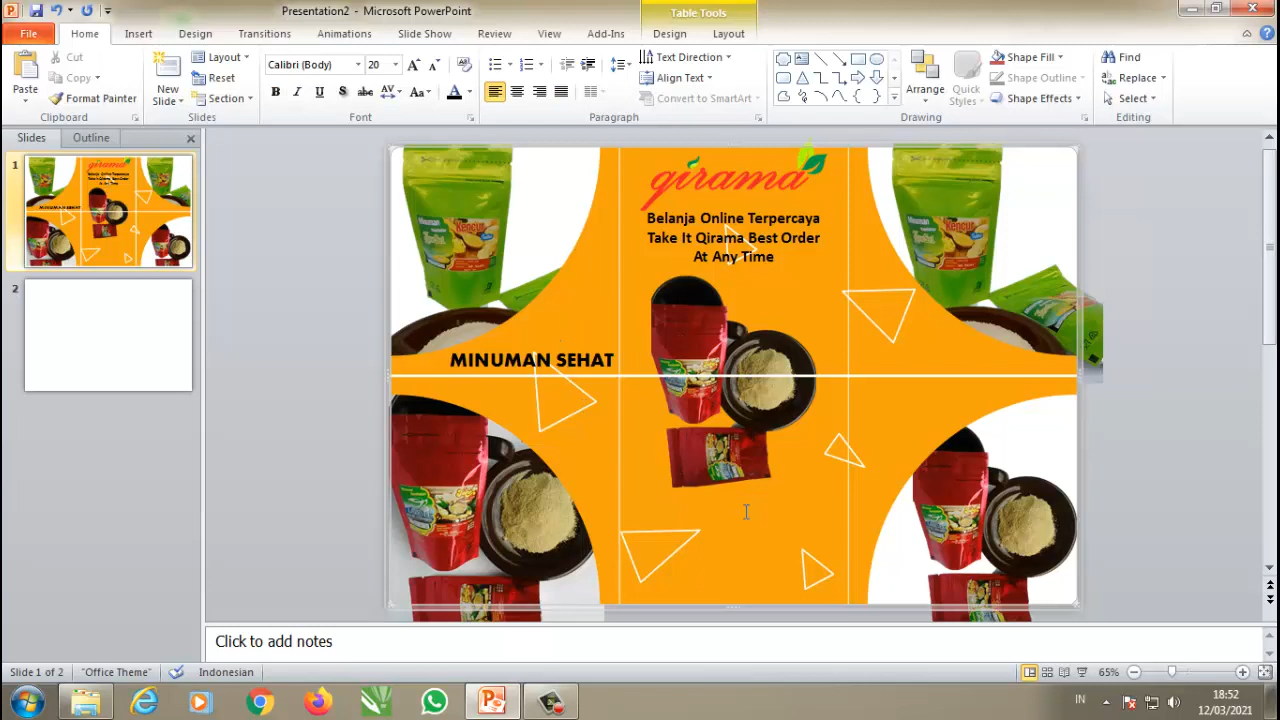 Presentation2 - Microsoft PowerPoint
Table Tools
File Home Insert Design Transitions Animations Slide Show Review View Add-Ins Design Layout
Paste
Cut
Copy
Format Painter
Clipboard
New Slide
Layout
Reset
Section
Slides
Calibri (Body) 20
Font
Paragraph
Text Direction
Align Text
Convert to SmartArt
Arrange
Quick Styles
Shape Fill
Shape Outline
Shape Effects
Drawing
Find
Replace
Select
Editing
Slides Outline
1
2
girama
Belanja Online Terpercaya
Take It Qirama Best Order
At Any Time
MINUMAN SEHAT
Kencur
Click to add notes
Slide 1 of 2 "Office Theme" Indonesian 65%
IN
18:52
12/03/2021